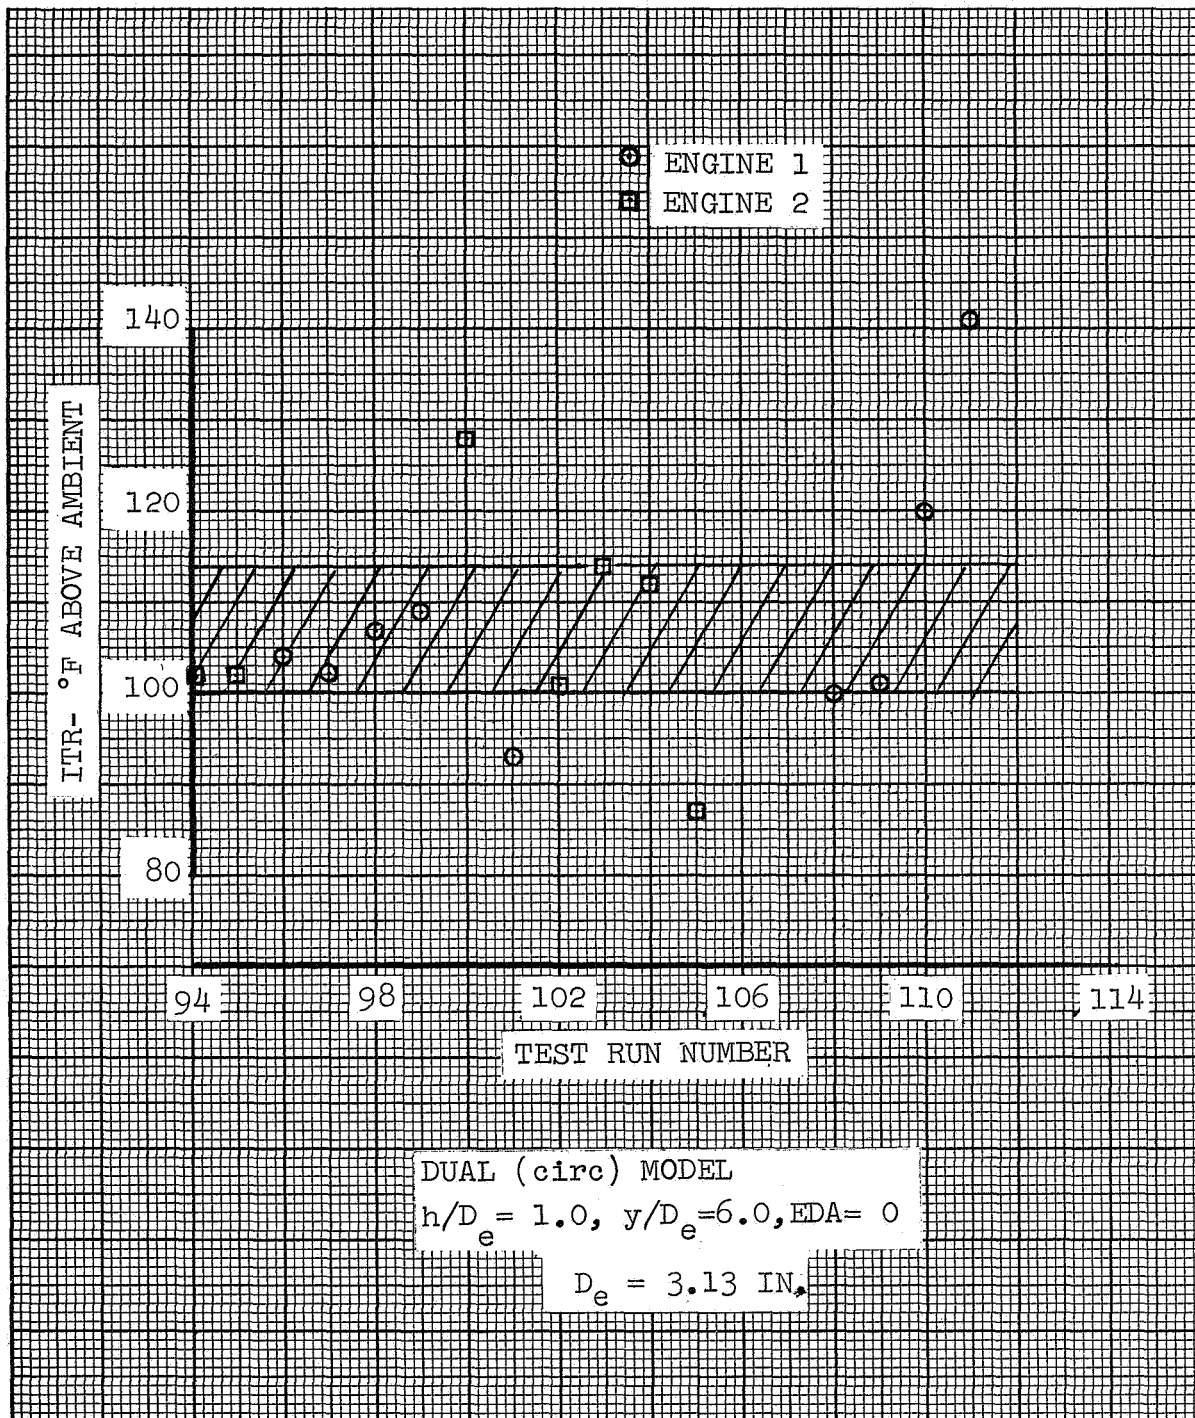 ENGINE 1
ENGINE 2
140
120
100
80
ITR- °F ABOVE AMBIENT
94 98 102 106 110 114
TEST RUN NUMBER
DUAL (circ) MODEL
h/De= 1.0, y/De=6.0,EDA= 0
De = 3.13 IN.